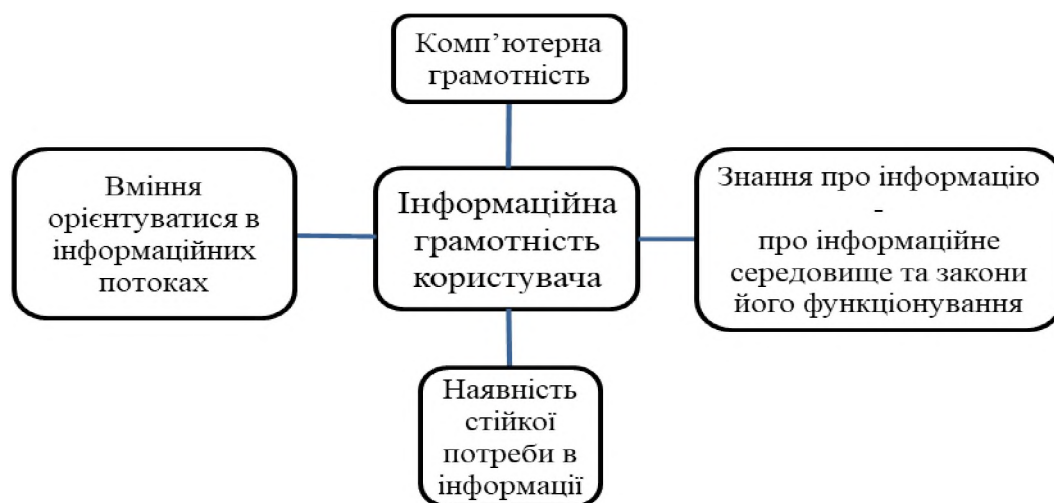 Комп’ютерна
грамотність
Вміння
орієнтуватися в
інформаційних
потоках
Інформаційна
грамотність
користувача
Знання про інформацію
-
про інформаційне
середовище та закони
його функціонування
Наявність
стійкої
потреби в
інформації